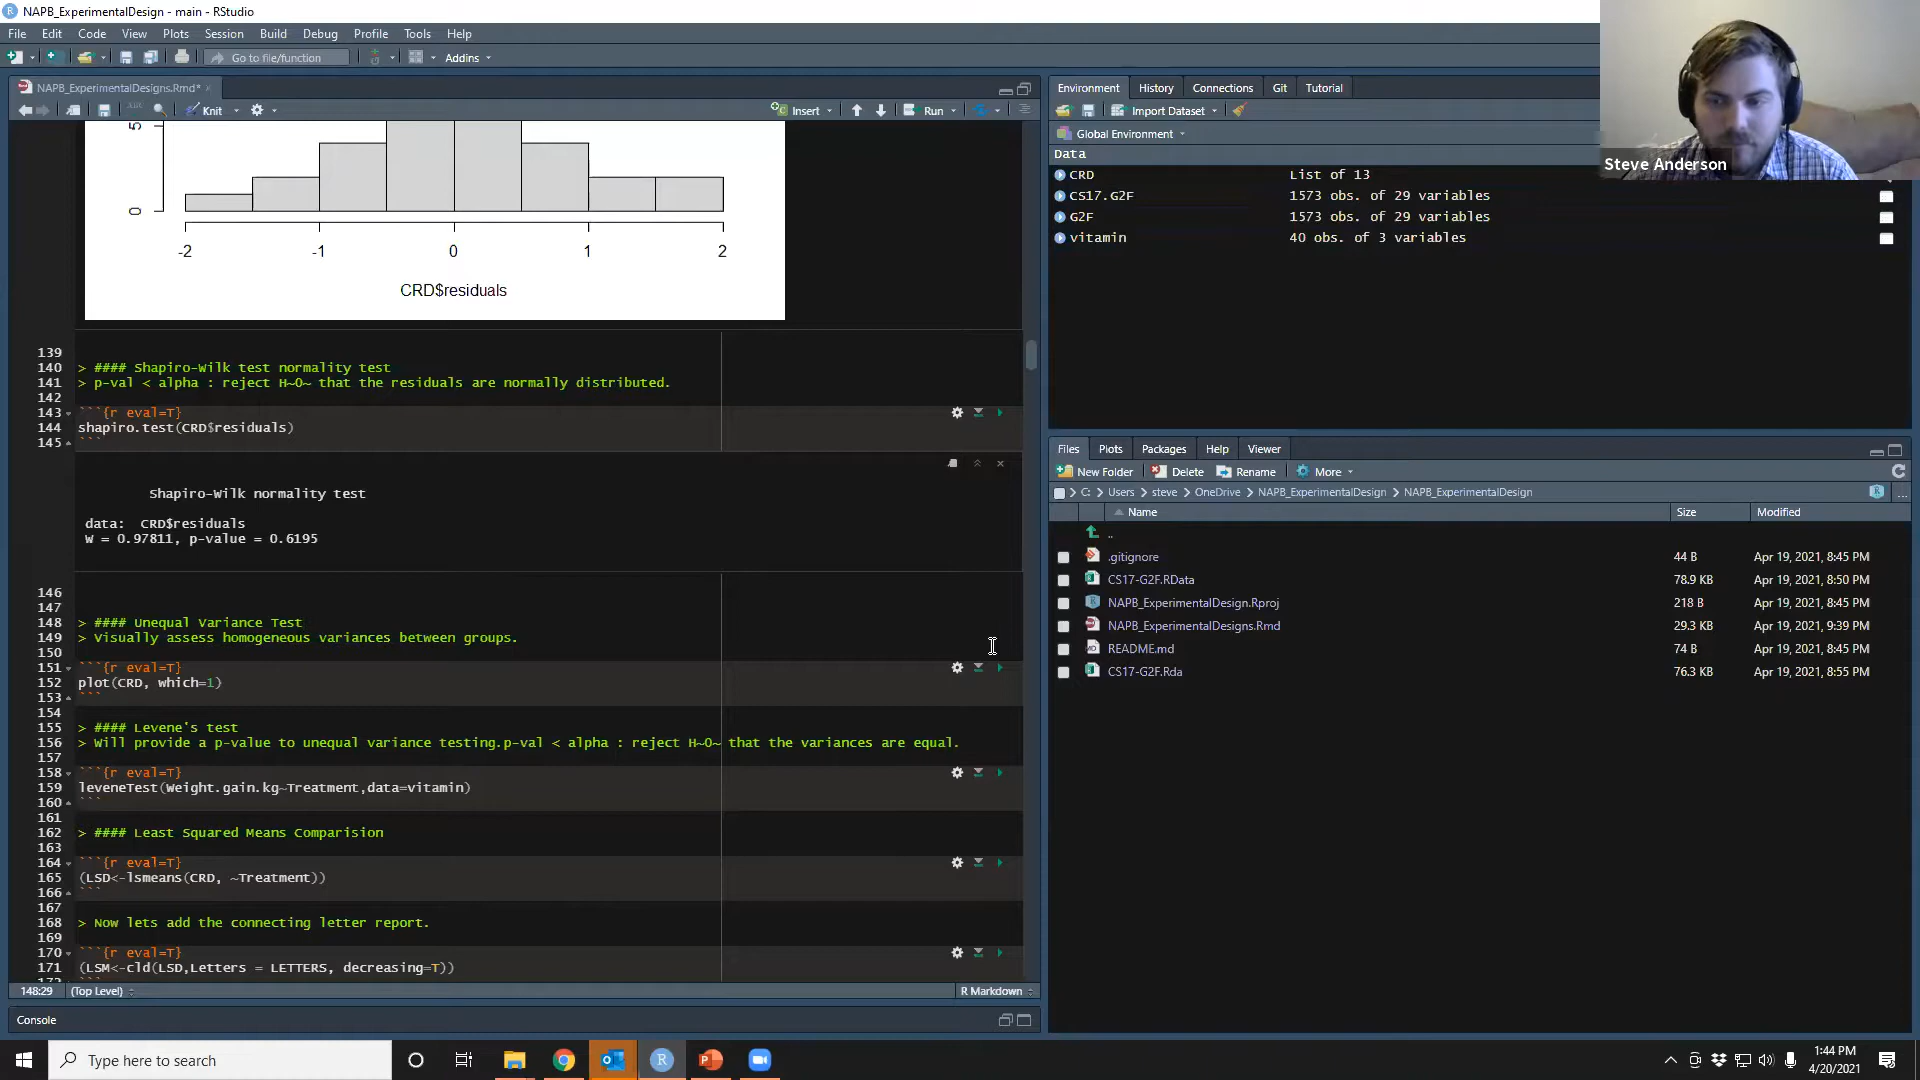 NAPB_ExperimentalDesign - main - RStudio
File Edit Code View Plots Session Build Debug Profile Tools Help
Go to file/function Addins
NAPB_ExperimentalDesigns.Rmd*
Knit Insert Run
5
0
-2 -1 0 1 2
CRD$residuals
139
140 > #### Shapiro-Wilk test normality test
141 > p-val < alpha : reject H~O~ that the residuals are normally distributed.
142
143 ```{r eval=T}
144 shapiro.test(CRD$residuals)
145 ```
Shapiro-Wilk normality test
data: CRD$residuals
W = 0.97811, p-value = 0.6195
146
147
148 > #### Unequal Variance Test
149 > Visually assess homogeneous variances between groups.
150
151 ```{r eval=T}
152 plot(CRD, which=1)
153 ```
154
155 > #### Levene's test
156 > Will provide a p-value to unequal variance testing.p-val < alpha : reject H~O~ that the variances are equal.
157
158 ```{r eval=T}
159 leveneTest(Weight.gain.kg~Treatment,data=vitamin)
160 ```
161
162 > #### Least Squared Means Comparision
163
164 ```{r eval=T}
165 (LSD<-lsmeans(CRD, ~Treatment))
166 ```
167
168 > Now lets add the connecting letter report.
169
170 ```{r eval=T}
171 (LSM<-cld(LSD,Letters = LETTERS, decreasing=T))
172
148:29 (Top Level) R Markdown
Console
Environment History Connections Git Tutorial
Import Dataset
Global Environment
Data
CRD List of 13
CS17.G2F 1573 obs. of 29 variables
G2F 1573 obs. of 29 variables
vitamin 40 obs. of 3 variables
Steve Anderson
Files Plots Packages Help Viewer
New Folder Delete Rename More
C: > Users > steve > OneDrive > NAPB_ExperimentalDesign > NAPB_ExperimentalDesign
Name Size Modified
..
.gitignore 44 B Apr 19, 2021, 8:45 PM
CS17-G2F.RData 78.9 KB Apr 19, 2021, 8:50 PM
NAPB_ExperimentalDesign.Rproj 218 B Apr 19, 2021, 8:45 PM
NAPB_ExperimentalDesigns.Rmd 29.3 KB Apr 19, 2021, 9:39 PM
README.md 74 B Apr 19, 2021, 8:45 PM
CS17-G2F.Rda 76.3 KB Apr 19, 2021, 8:55 PM
Type here to search
1:44 PM
4/20/2021